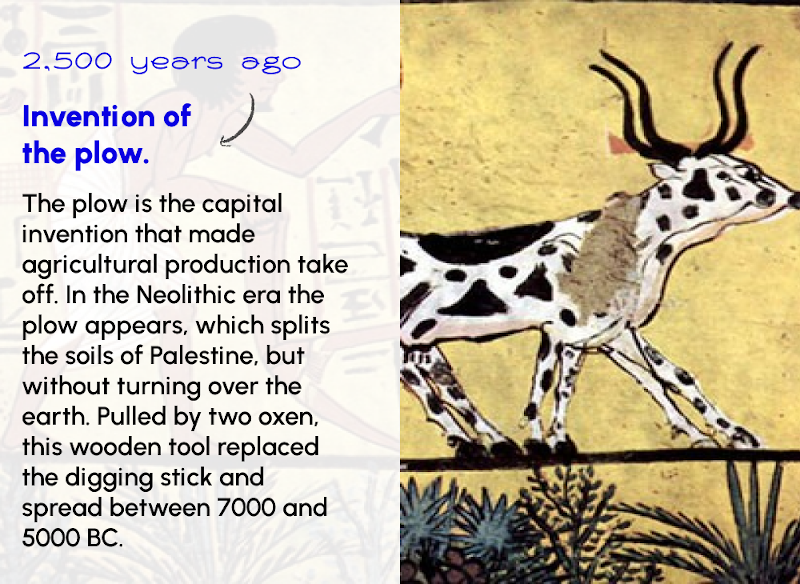 2,500 years ago
Invention of
the plow.
The plow is the capital
invention that made
agricultural production take
off. In the Neolithic era the
plow appears, which splits
the soils of Palestine, but
without turning over the
earth. Pulled by two oxen,
this wooden tool replaced
the digging stick and
spread between 7000 and
5000 BC.